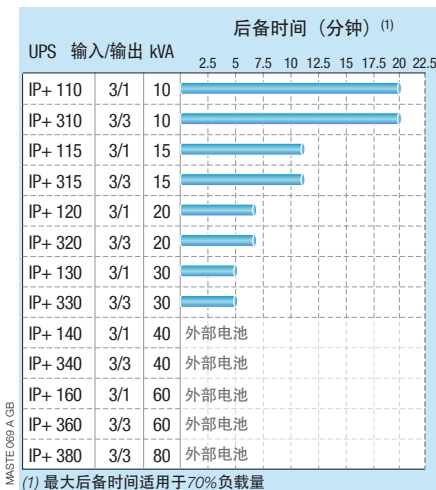 后备时间（分钟）(1)
UPS 输入/输出 kVA
2.5 5 7.5 10 12.5 15 17.5 20 22.5
IP+ 110 3/1 10
IP+ 310 3/3 10
IP+ 115 3/1 15
IP+ 315 3/3 15
IP+ 120 3/1 20
IP+ 320 3/3 20
IP+ 130 3/1 30
IP+ 330 3/3 30
IP+ 140 3/1 40 外部电池
IP+ 340 3/3 40 外部电池
IP+ 160 3/1 60 外部电池
IP+ 360 3/3 60 外部电池
IP+ 380 3/3 80 外部电池
(1) 最大后备时间适用于70%负载量
MASTE 069 A GB